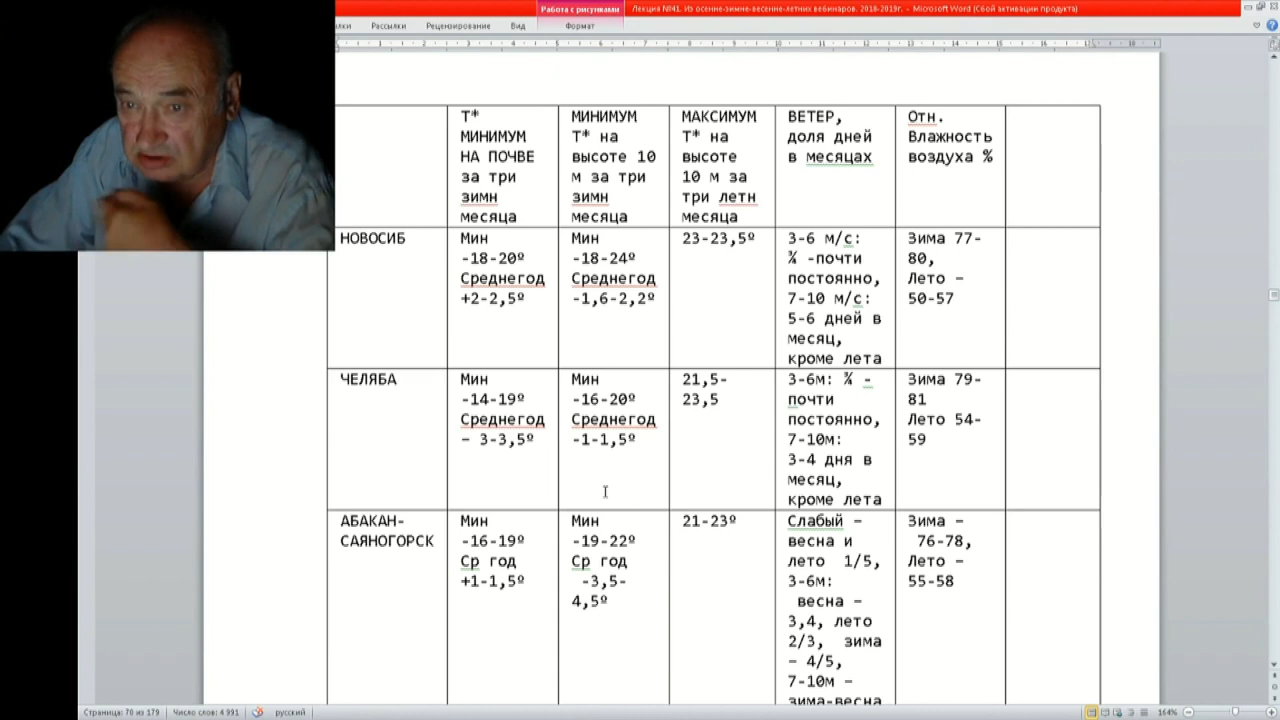 Работа с рисунками
Лекция №41. Из осенне-зимне-весенне-летних вебинаров. 2018-2019г. - Microsoft Word (Сбой активации продукта)
Рассылки
Рецензирование
Вид
Формат
Т*
МИНИМУМ
НА ПОЧВЕ
за три
зимн
месяца
МИНИМУМ
Т* на
высоте 10
м за три
зимн
месяца
МАКСИМУМ
Т* на
высоте
10 м за
три летн
месяца
ВЕТЕР,
доля дней
в месяцах
Отн.
Влажность
воздуха %
НОВОСИБ
Мин
-18-20º
Среднегод
+2-2,5º
Мин
-18-24º
Среднегод
-1,6-2,2º
23-23,5º
3-6 м/с:
¾ -почти
постоянно,
7-10 м/с:
5-6 дней в
месяц,
кроме лета
Зима 77-
80,
Лето –
50-57
ЧЕЛЯБА
Мин
-14-19º
Среднегод
– 3-3,5º
Мин
-16-20º
Среднегод
-1-1,5º
21,5-
23,5
3-6м: ¾ -
почти
постоянно,
7-10м:
3-4 дня в
месяц,
кроме лета
Зима 79-
81
Лето 54-
59
АБАКАН-
САЯНОГОРСК
Мин
-16-19º
Ср год
+1-1,5º
Мин
-19-22º
Ср год
-3,5-
4,5º
21-23º
Слабый –
весна и
лето 1/5,
3-6м:
весна –
3,4, лето
2/3, зима
– 4/5,
7-10м –
зима-весна
Зима –
76-78,
Лето –
55-58
Страница: 70 из 179
Число слов: 4 991
русский
164%